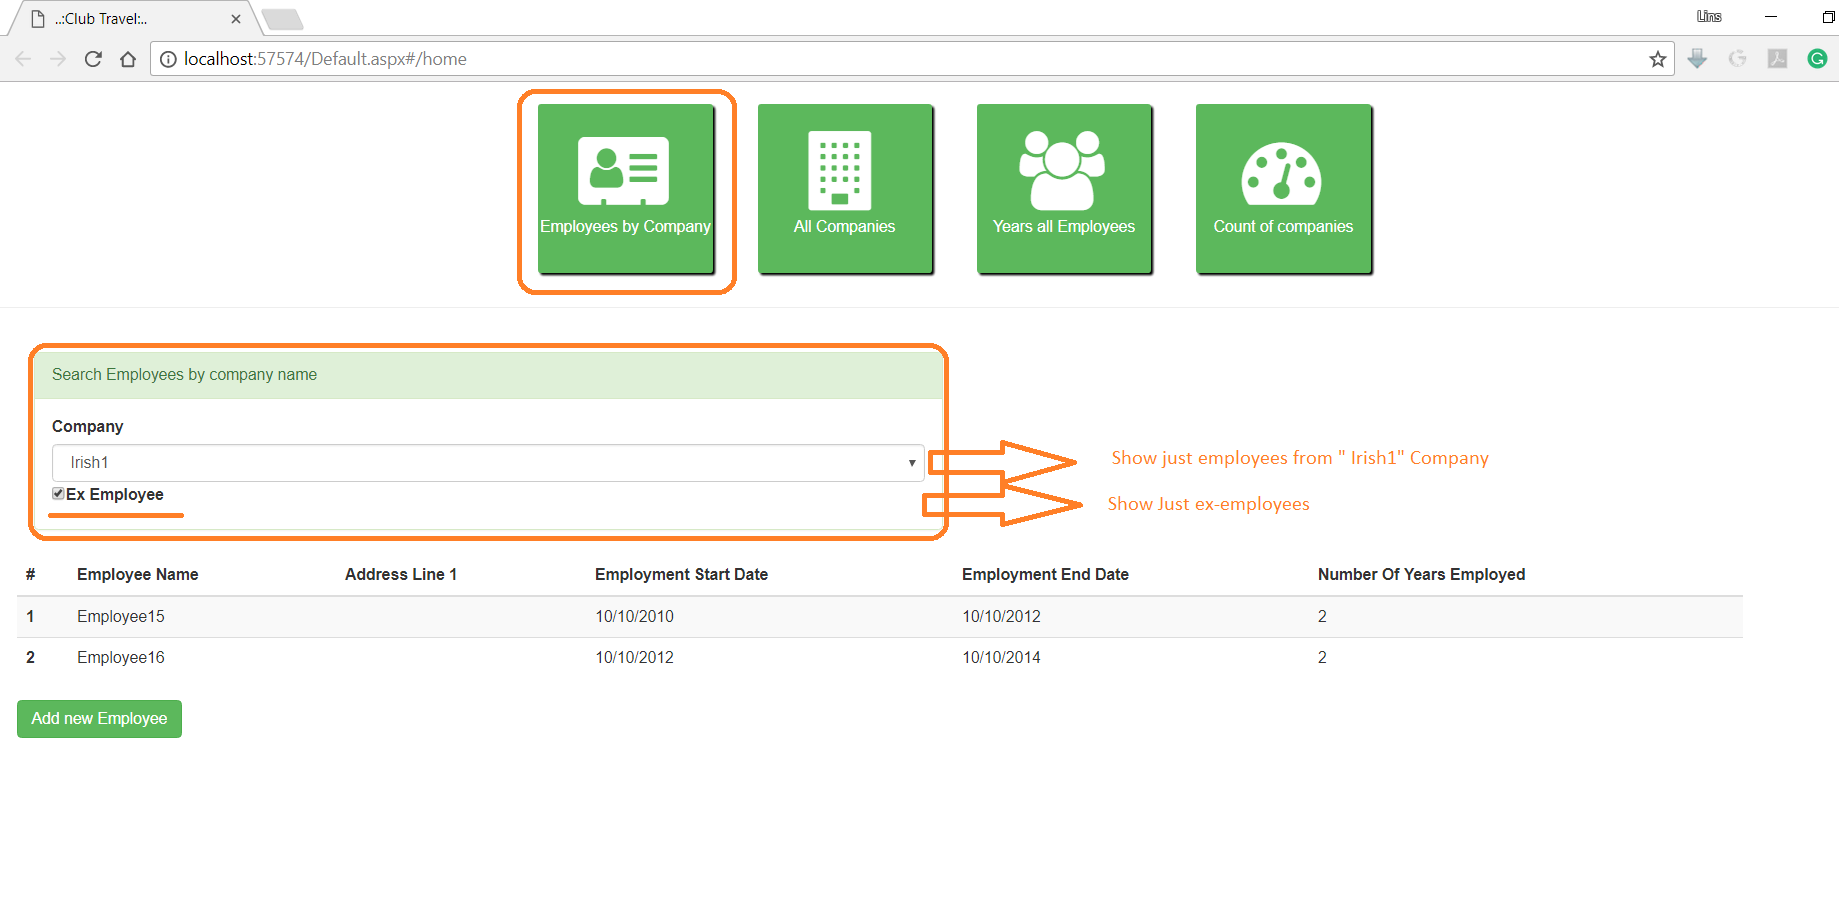 ..:Club Travel:..
Lins
localhost:57574/Default.aspx#/home
Employees by Company
All Companies
Years all Employees
Count of companies
Search Employees by company name
Company
Irish1
Show just employees from " Irish1" Company
Ex Employee
Show Just ex-employees
# Employee Name Address Line 1 Employment Start Date Employment End Date Number Of Years Employed
1 Employee15 10/10/2010 10/10/2012 2
2 Employee16 10/10/2012 10/10/2014 2
Add new Employee